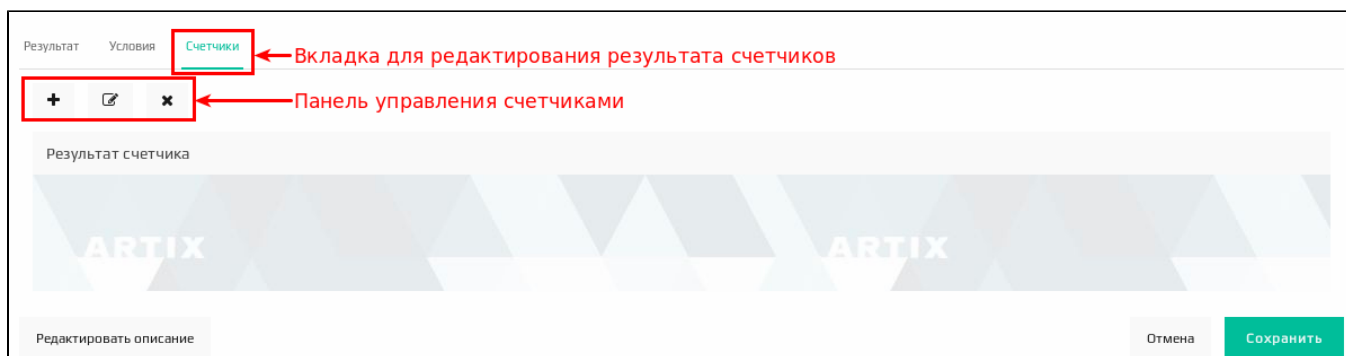 Результат Условия Счетчики
Вкладка для редактирования результата счетчиков
Панель управления счетчиками
Результат счетчика
ARTIX ARTIX
Редактировать описание Отмена Сохранить